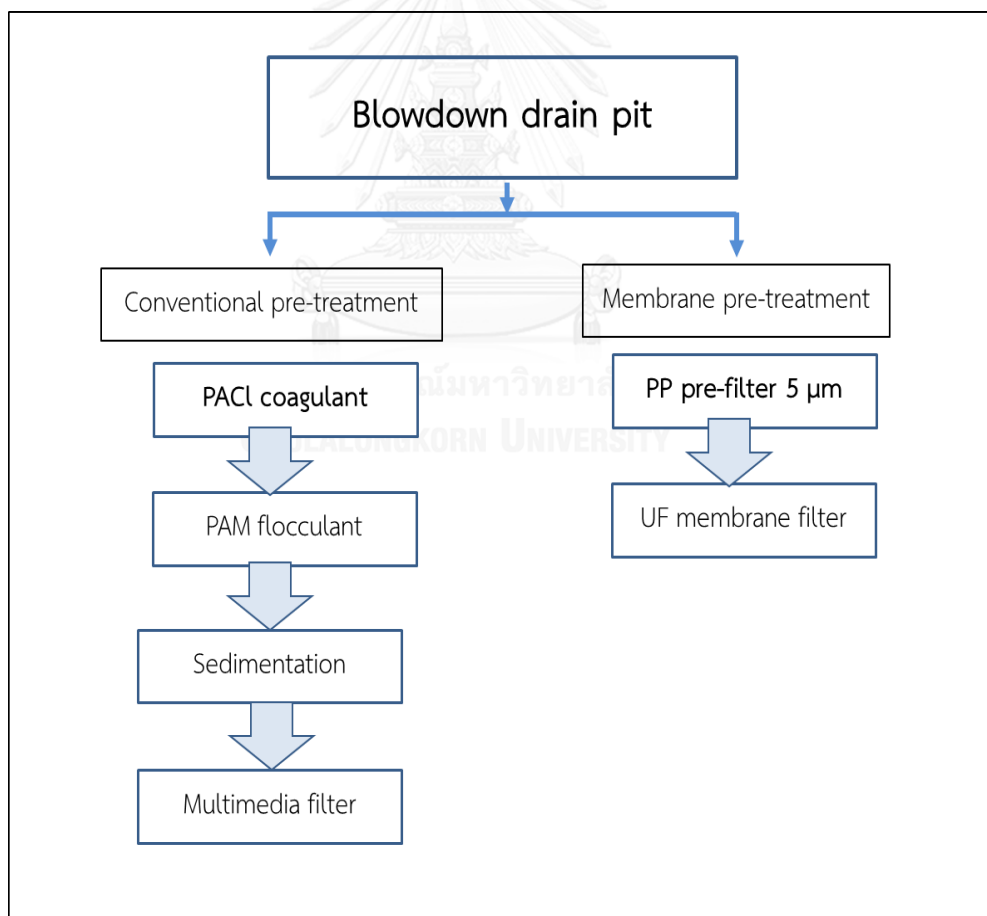 Blowdown drain pit
Conventional pre-treatment
Membrane pre-treatment
PACl coagulant
PP pre-filter 5 µm
PAM flocculant
UF membrane filter
Sedimentation
Multimedia filter
UNIVERSITY